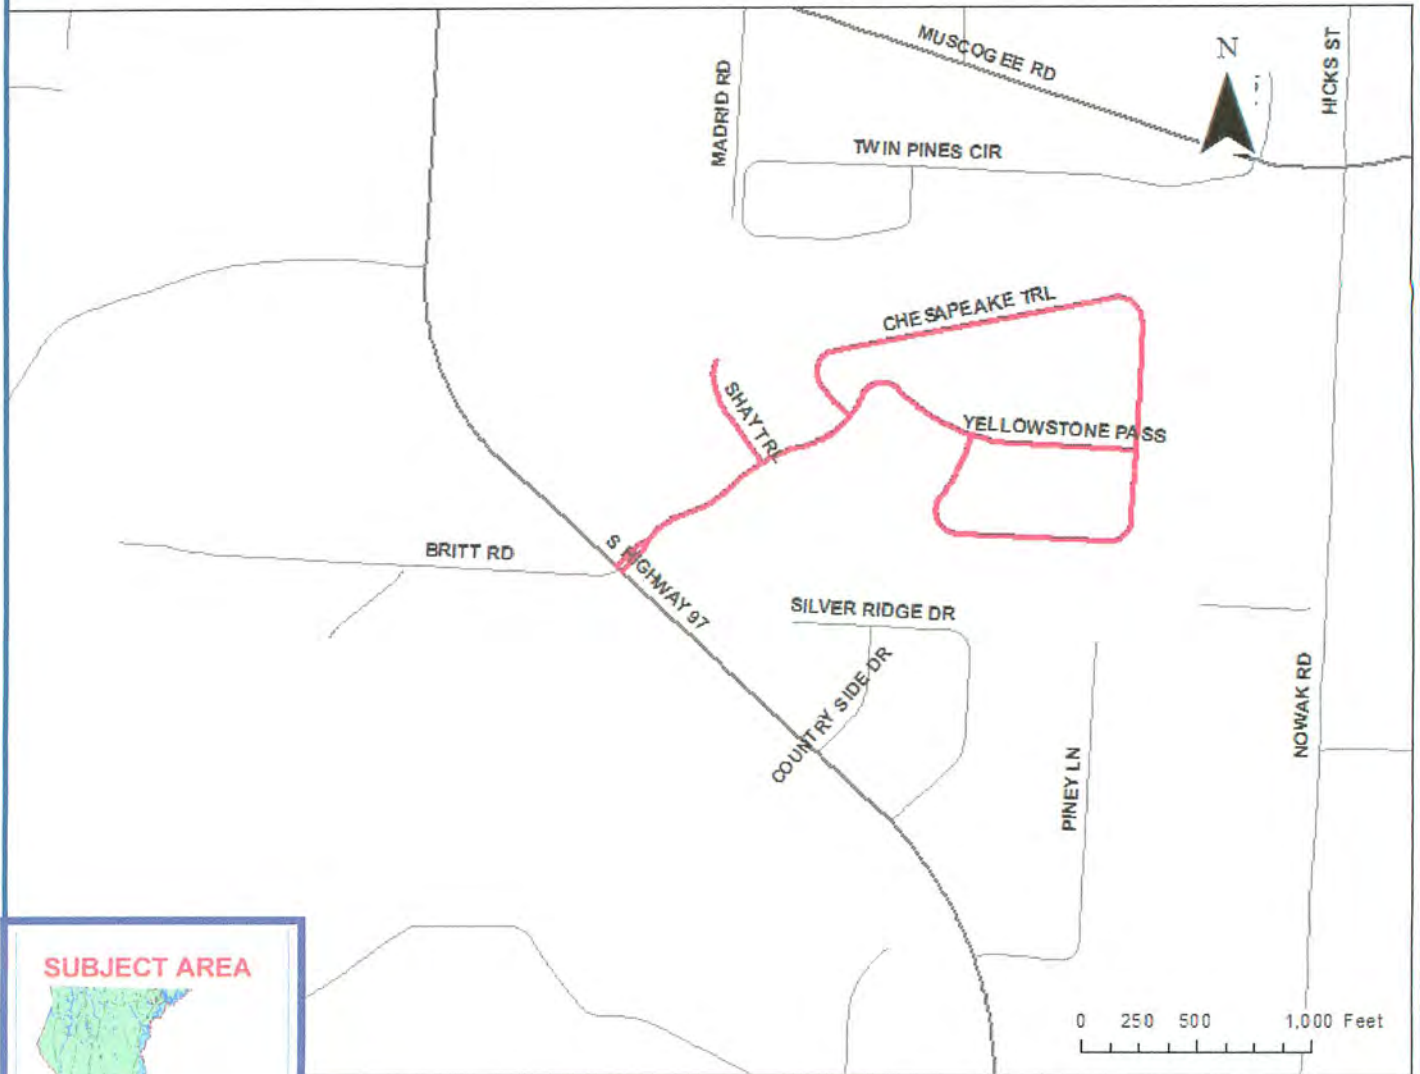 MUSCOGEE RD
N
HICKS ST
MADRID RD
TWIN PINES CIR
CHESAPEAKE TRL
SHAY TRL
YELLOWSTONE PASS
BRITT RD
S HIGHWAY 97
SILVER RIDGE DR
COUNTRY SIDE DR
NOWAK RD
PINEY LN
SUBJECT AREA
0 250 500 1,000 Feet